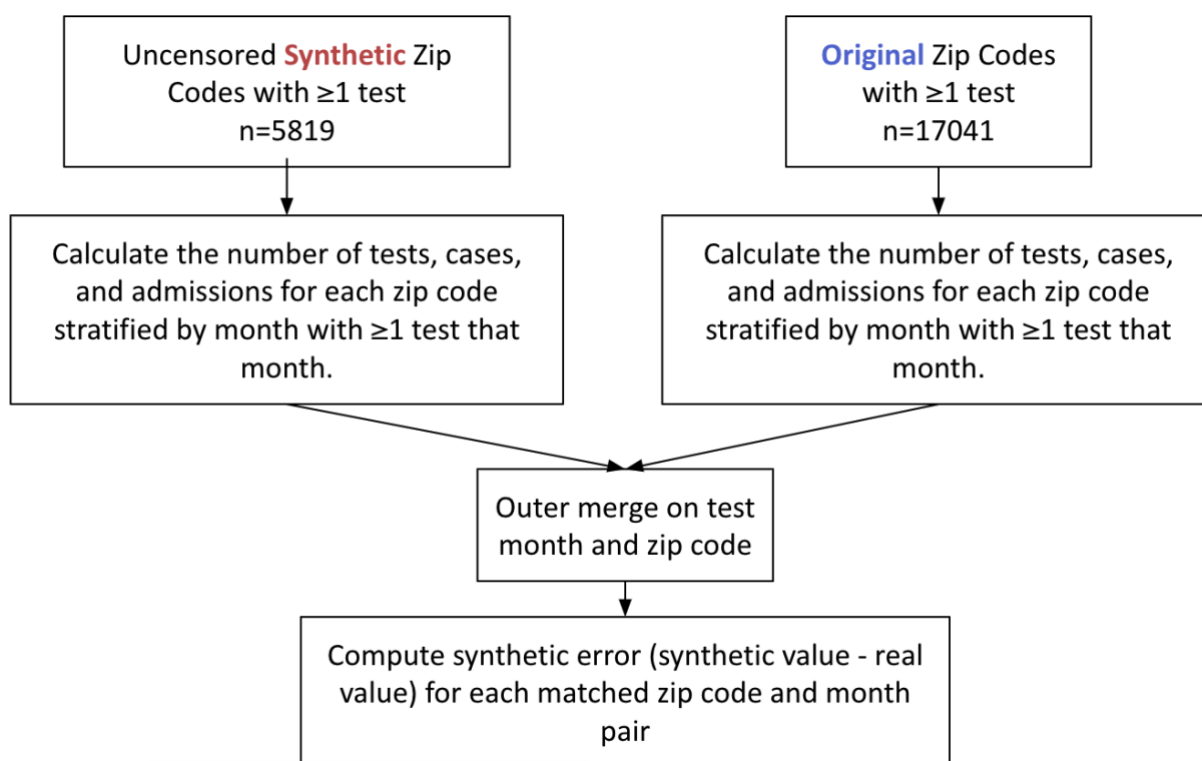 Uncensored Synthetic Zip
Codes with ≥1 test
n=5819
Original Zip Codes
with ≥1 test
n=17041
Calculate the number of tests, cases,
and admissions for each zip code
stratified by month with ≥1 test that
month.
Calculate the number of tests, cases,
and admissions for each zip code
stratified by month with ≥1 test that
month.
Outer merge on test
month and zip code
Compute synthetic error (synthetic value - real
value) for each matched zip code and month
pair